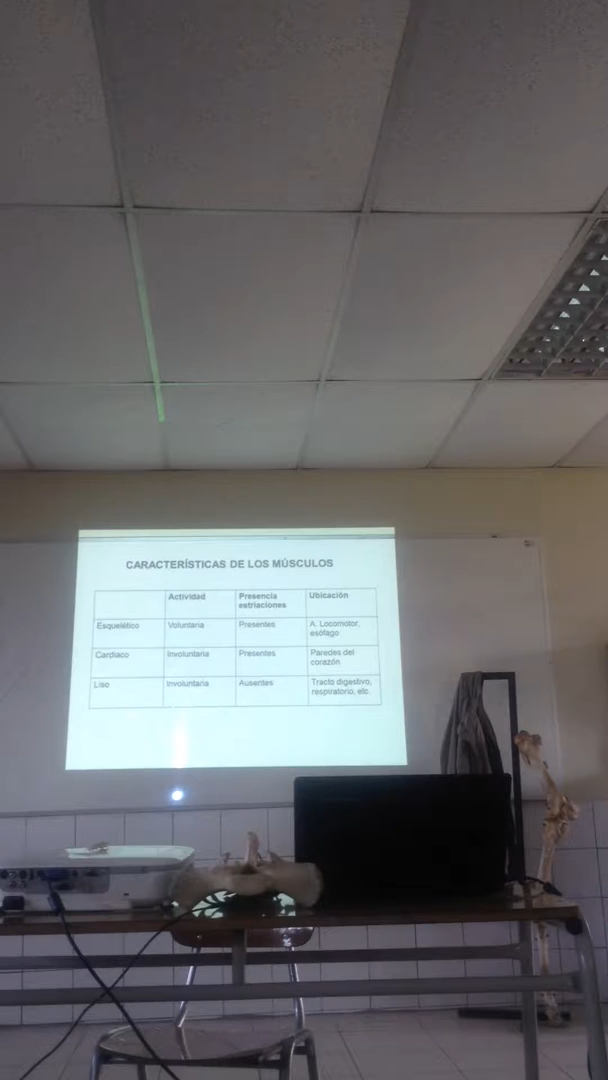 CARACTERÍSTICAS DE LOS MÚSCULOS
Actividad
Presencia
estriaciones
Ubicación
Esquelético
Voluntaria
Presentes
A. Locomotor,
esófago
Cardiaco
Involuntaria
Presentes
Paredes del
corazón
Liso
Involuntaria
Ausentes
Tracto digestivo,
respiratorio, etc.